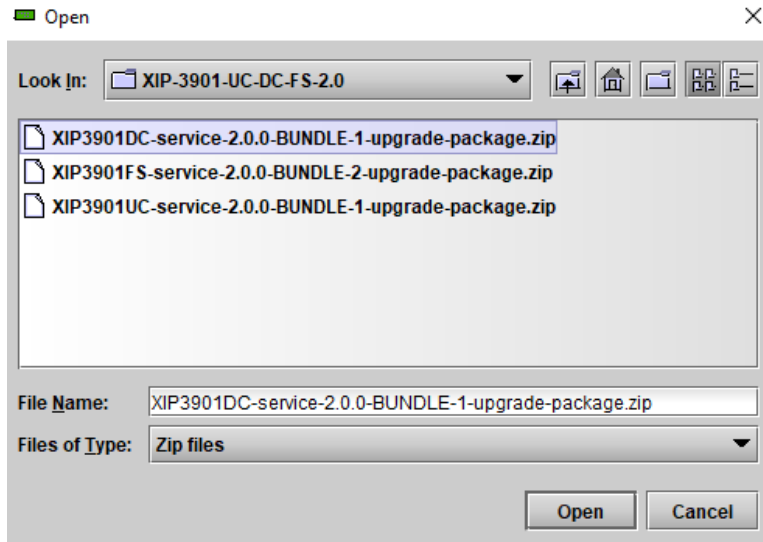 Open
Look In: XIP-3901-UC-DC-FS-2.0
XIP3901DC-service-2.0.0-BUNDLE-1-upgrade-package.zip
XIP3901FS-service-2.0.0-BUNDLE-2-upgrade-package.zip
XIP3901UC-service-2.0.0-BUNDLE-1-upgrade-package.zip
File Name: XIP3901DC-service-2.0.0-BUNDLE-1-upgrade-package.zip
Files of Type: Zip files
Open Cancel